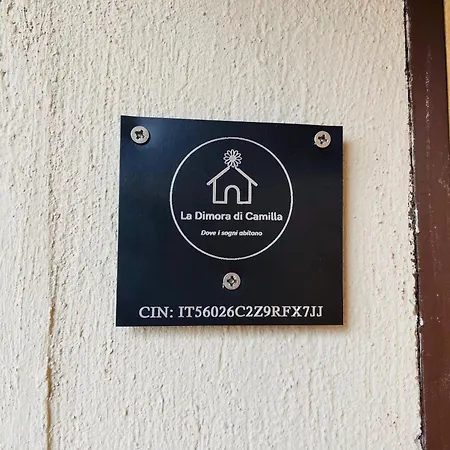 La Dimora di Camilla
Dove i sogni abitano
CIN: IT56026C2Z9RFX7JJ